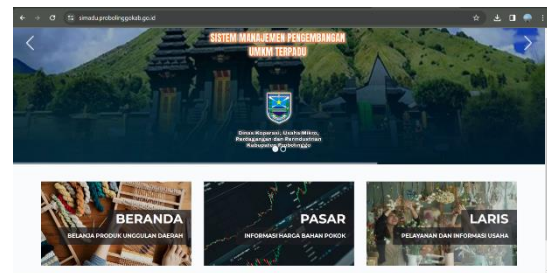 simadu.probolinggokab.go.id
SISTEM MANAJEMEN PENGEMBANGAN
UMKM TERPADU
Dinas Koperasi, Usaha Mikro,
Perdagangan dan Perindustrian
Kabupaten Probolinggo
BERANDA
BELANJA PRODUK UNGGULAN DAERAH
PASAR
INFORMASI HARGA BAHAN POKOK
LARIS
PELAYANAN DAN INFORMASI USAHA